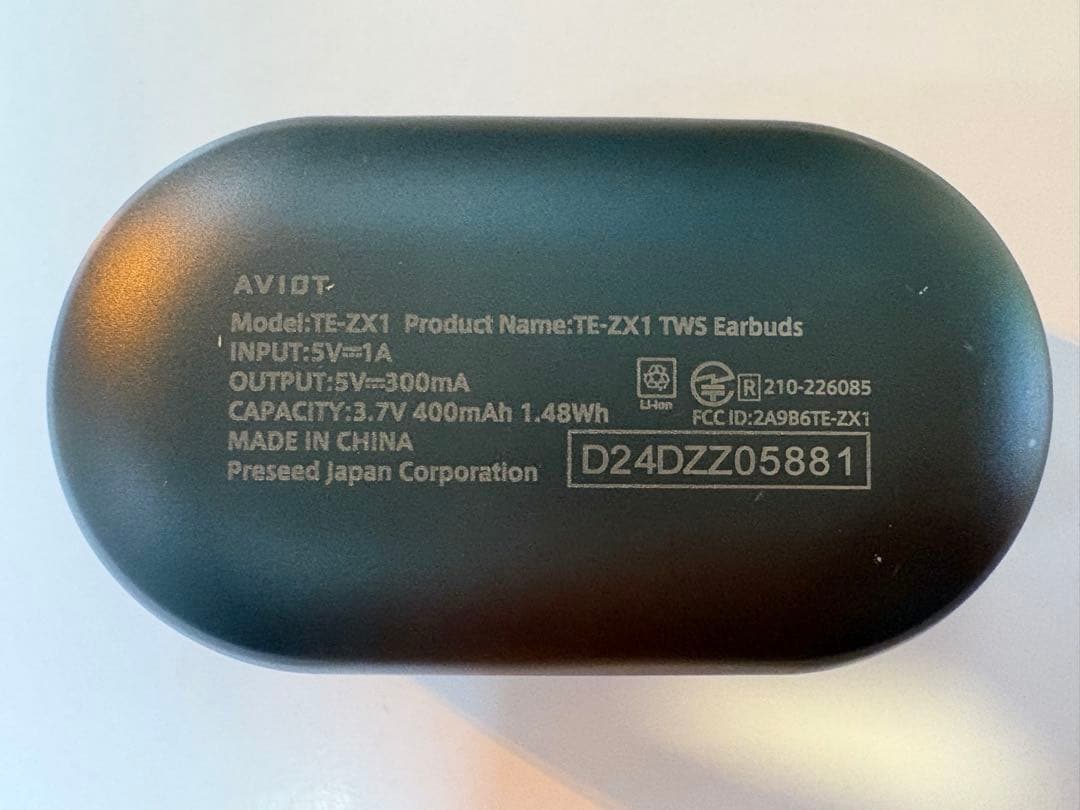 AVIOT
Model:TE-ZX1 Product Name:TE-ZX1 TWS Earbuds
INPUT:5V⎓1A
OUTPUT:5V⎓300mA
CAPACITY:3.7V 400mAh 1.48Wh
MADE IN CHINA
Preseed Japan Corporation
Li-ion
R 210-226085
FCC ID:2A9B6TE-ZX1
D24DZZ05881